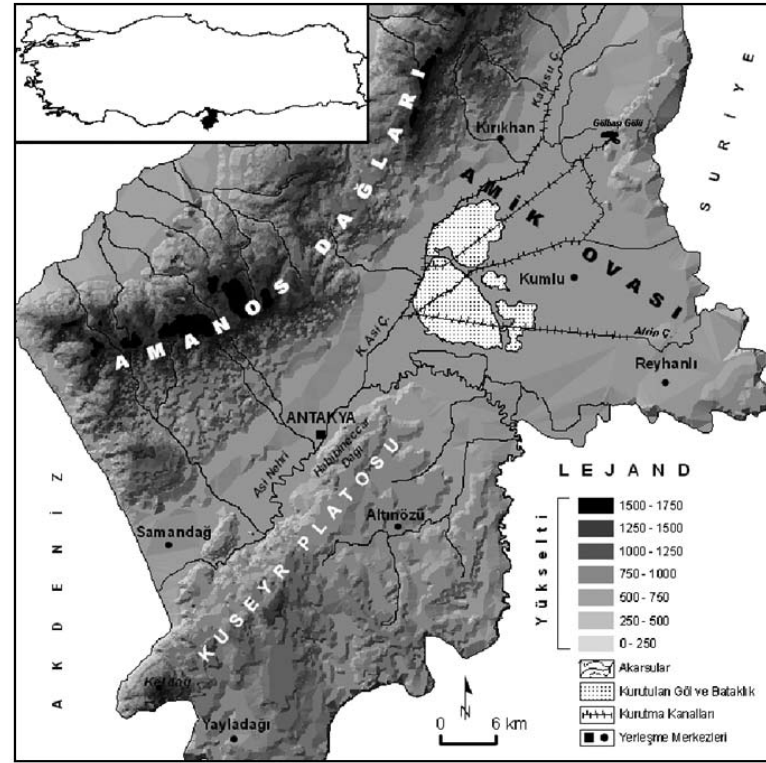 Karasu Ç.
Kırıkhan
Gölbaşı Gölü
SURİYE
AMİK OVASI
AMANOS DAĞLARI
Kumlu
K.Asi Ç.
Afrin Ç.
Reyhanlı
ANTAKYA
Asi Nehri
Habibineccar
Dağı
KUSEYR PLATOSU
Altınözü
Samandağ
AKDENİZ
Keldağ
Yayladağı
N
0 6 km
LEJAND
Yükselti
1500 - 1750
1250 - 1500
1000 - 1250
750 - 1000
500 - 750
250 - 500
0 - 250
Akarsular
Kurutulan Göl ve Bataklık
Kurutma Kanalları
Yerleşme Merkezleri